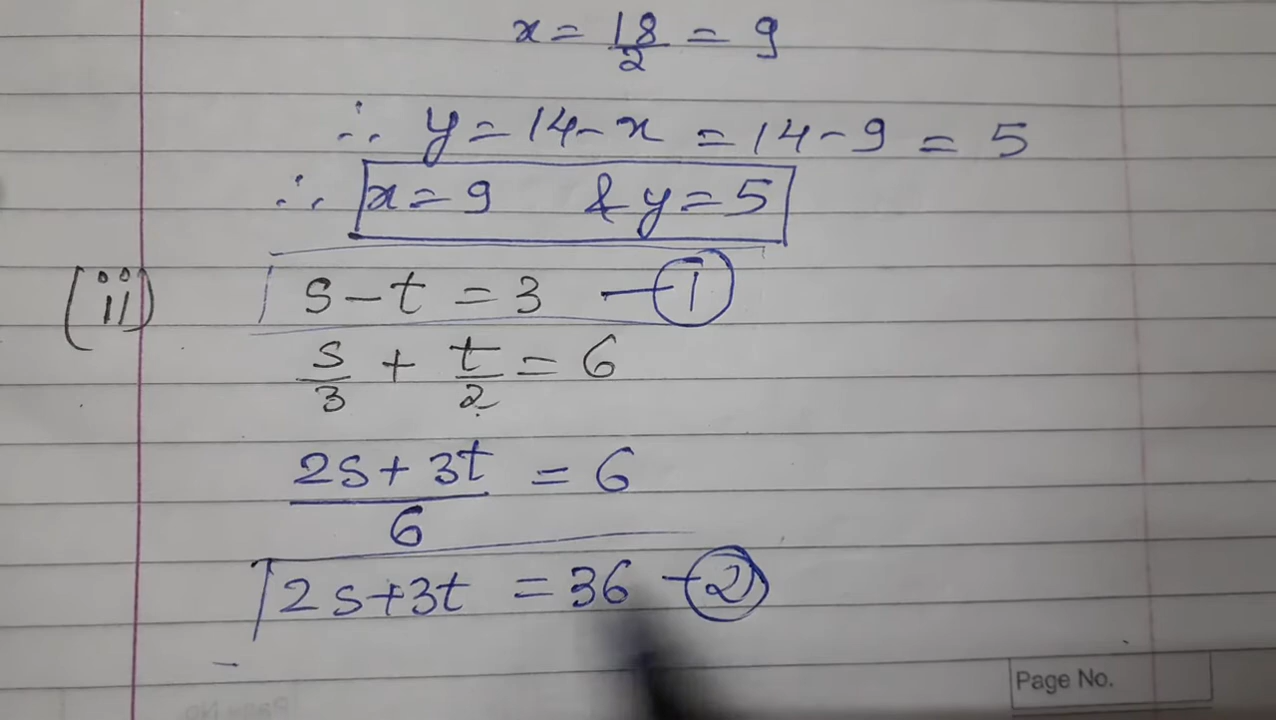 x = 18/2 = 9
∴ y = 14 - x = 14 - 9 = 5
∴ x = 9 & y = 5
(ii) s - t = 3 — ①
s/3 + t/2 = 6
2s + 3t / 6 = 6
2s + 3t = 36 — ②
Page No.